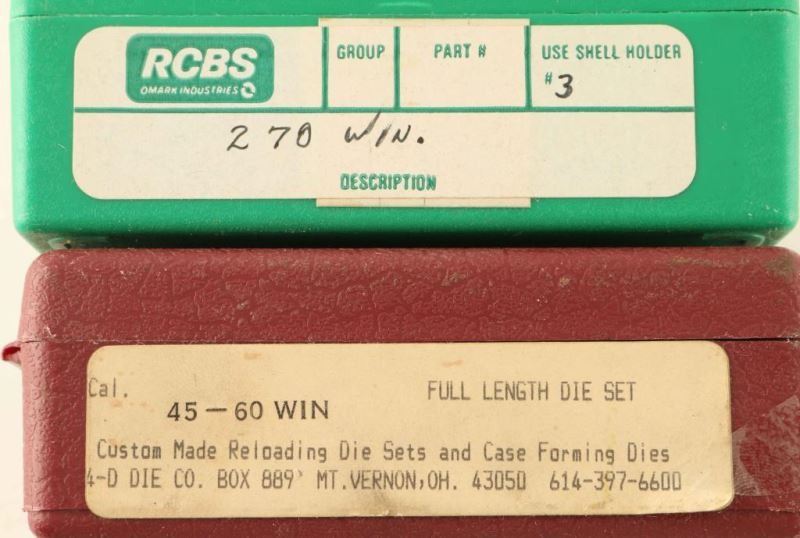 RCBS
OMARK INDUSTRIES
GROUP
PART #
USE SHELL HOLDER
#3
270 WIN.
DESCRIPTION
Cal. 45-60 WIN FULL LENGTH DIE SET
Custom Made Reloading Die Sets and Case Forming Dies
4-D DIE CO. BOX 889' MT.VERNON,OH. 43050 614-397-6600